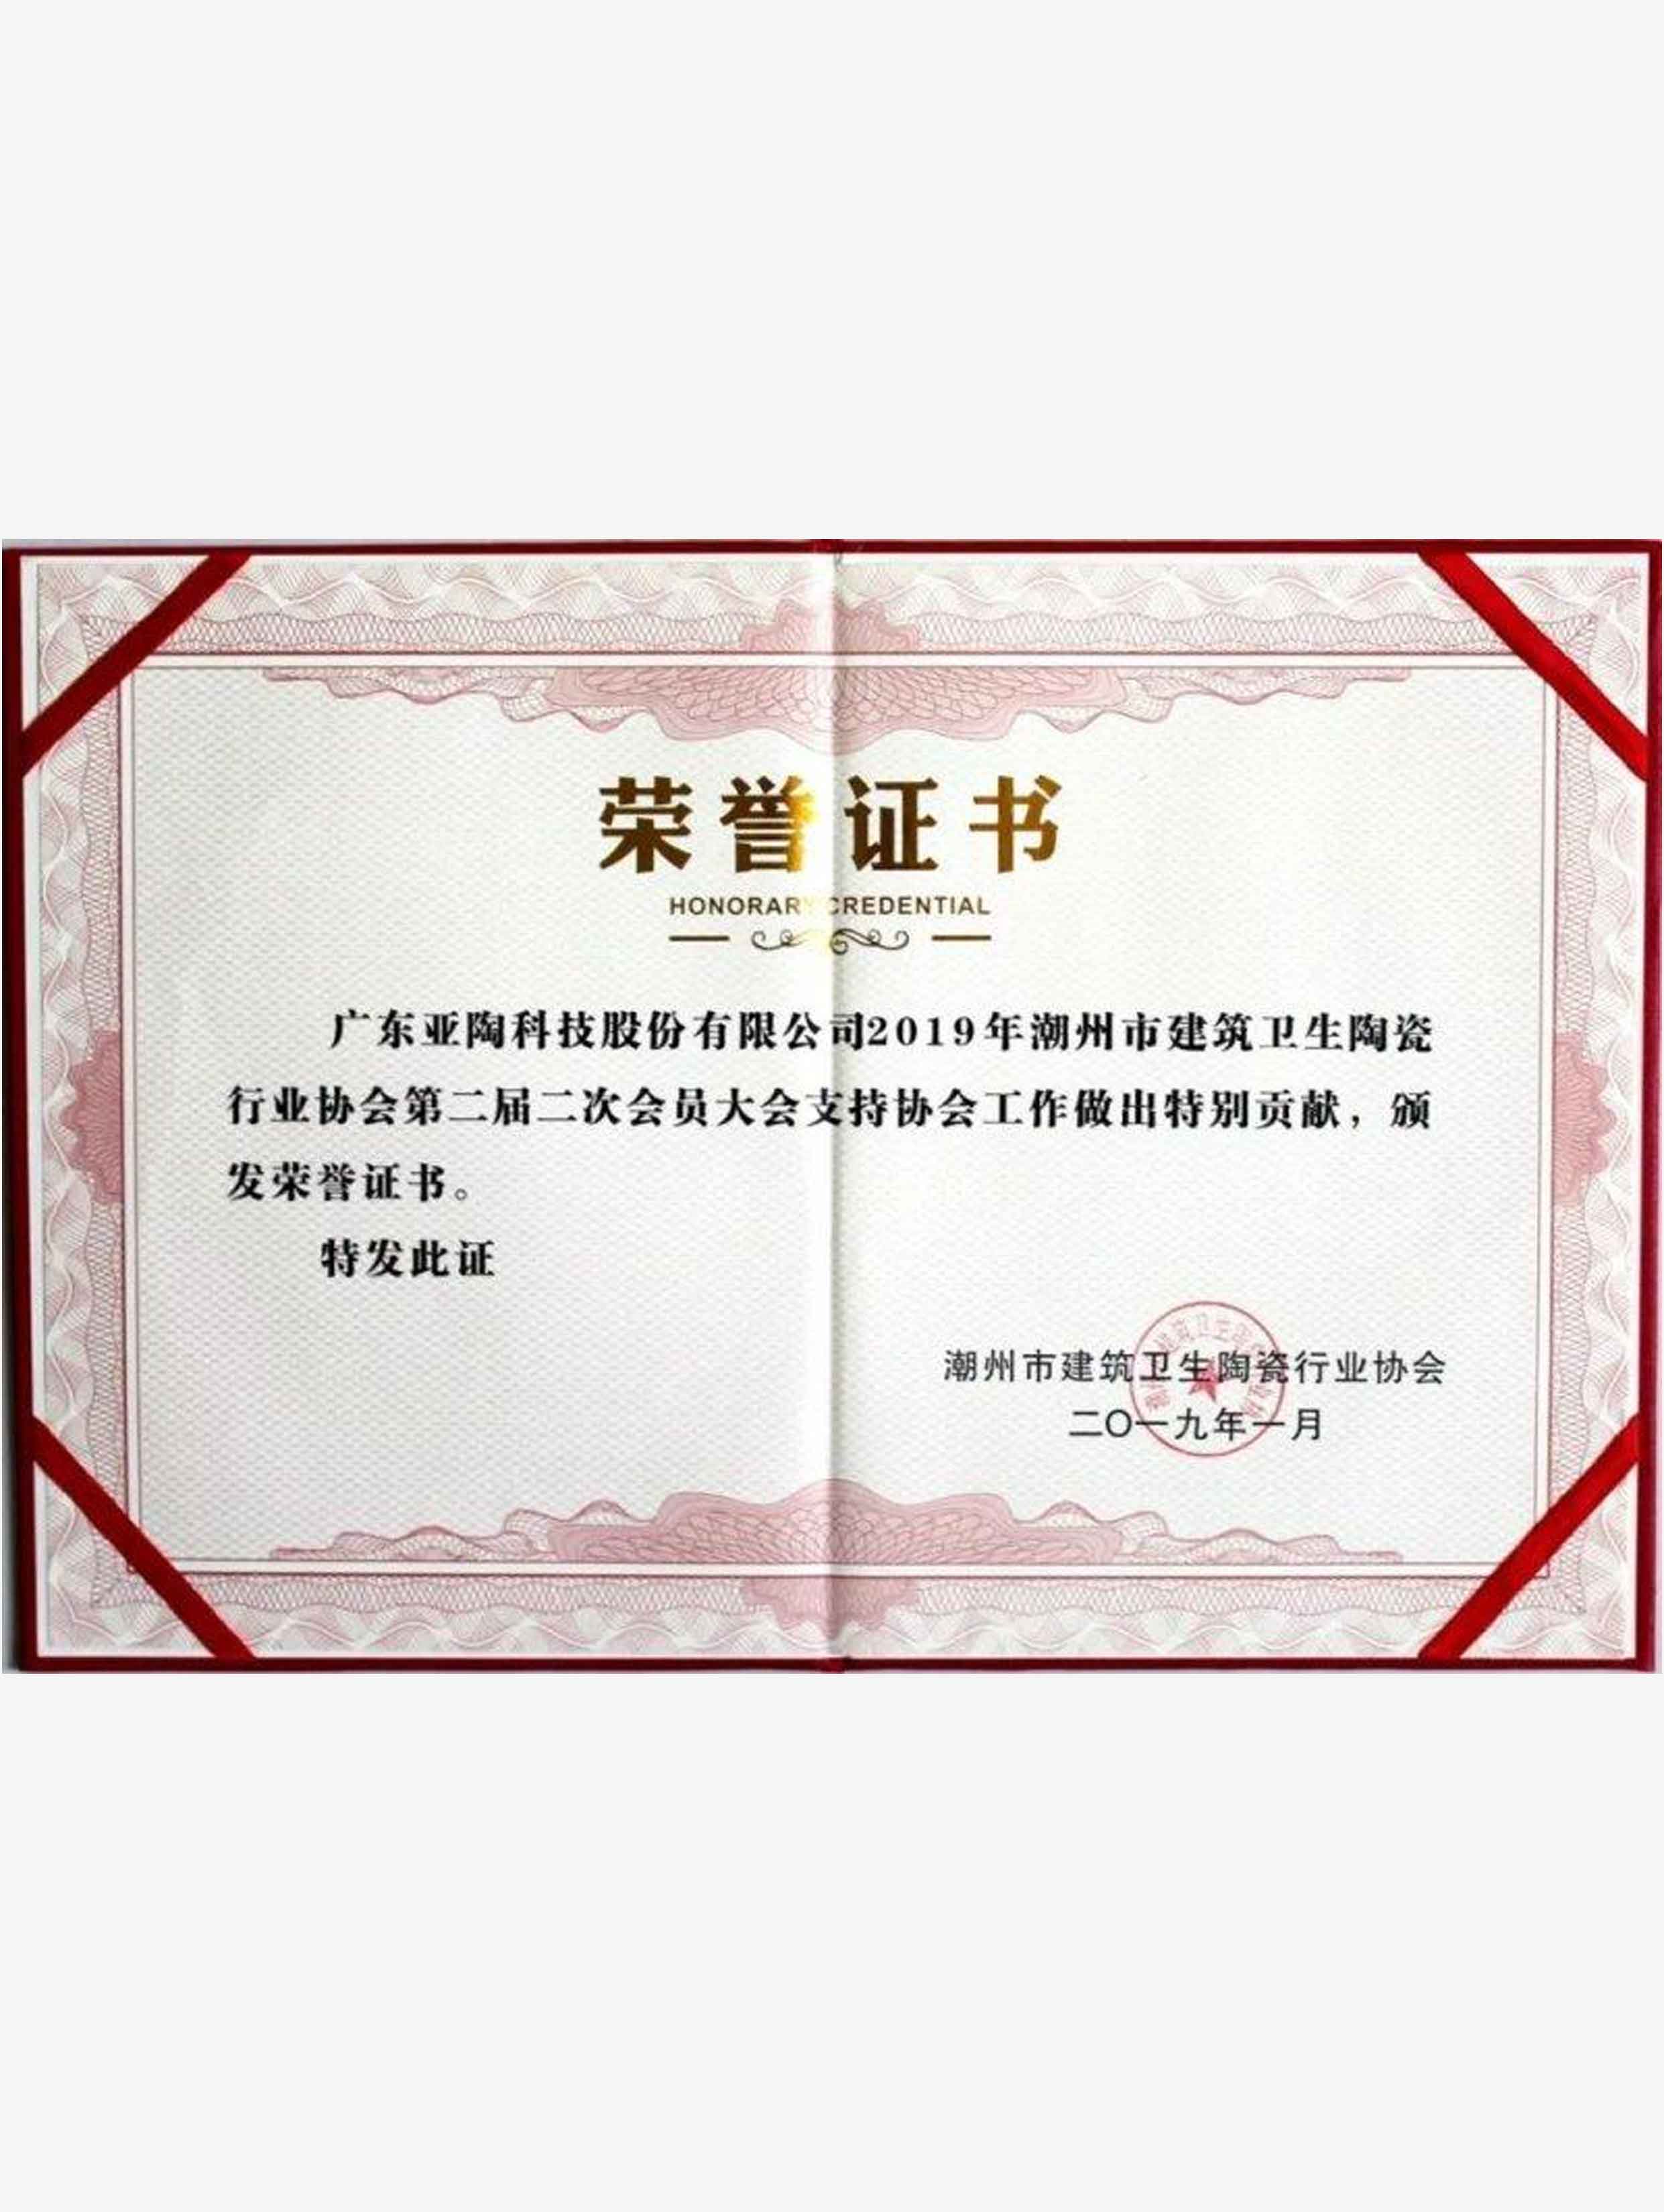 荣誉证书
HONORARY CREDENTIAL
广东亚陶科技股份有限公司2019年潮州市建筑卫生陶瓷
行业协会第二届二次会员大会支持协会工作做出特别贡献，颁
发荣誉证书。
特发此证
潮州市建筑卫生陶瓷行业协会
二〇一九年一月